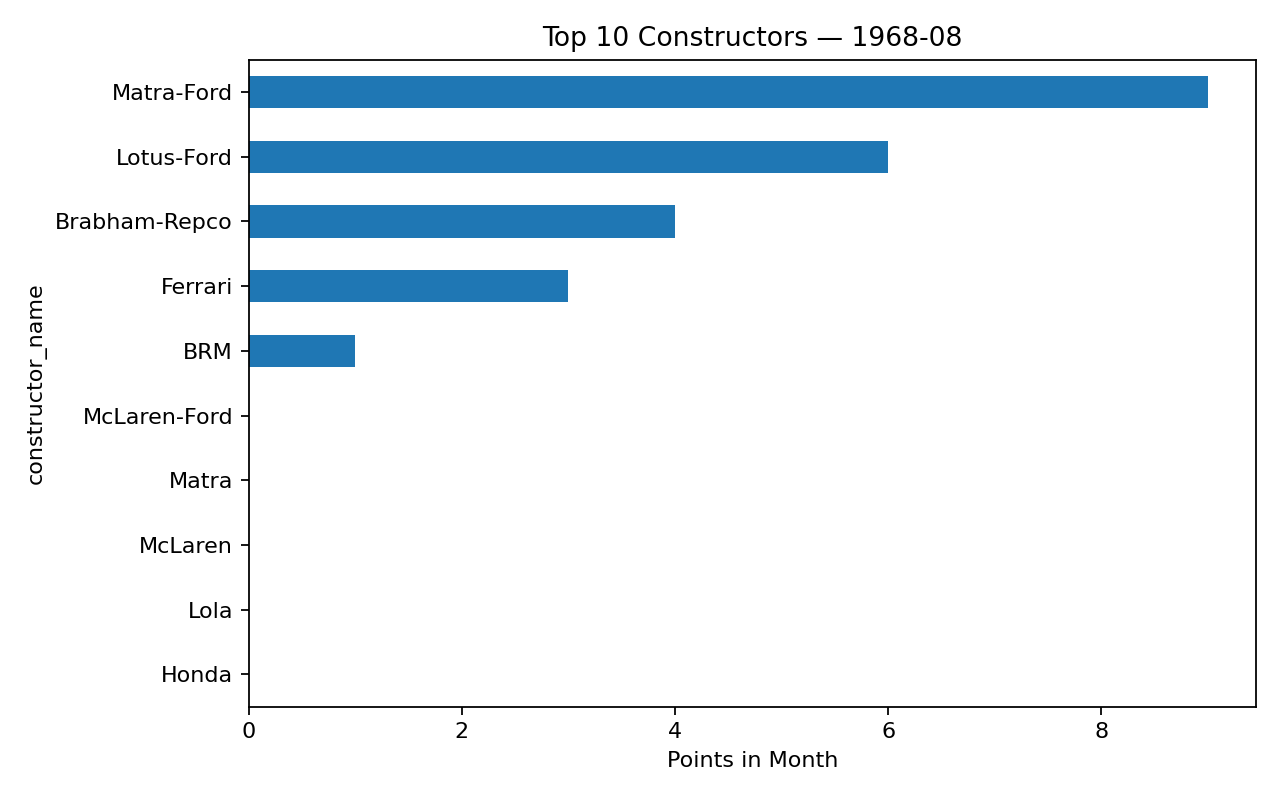 Top 10 Constructors — 1968-08
Matra-Ford
Lotus-Ford
Brabham-Repco
Ferrari
BRM
McLaren-Ford
Matra
McLaren
Lola
Honda
constructor_name
0 2 4 6 8
Points in Month